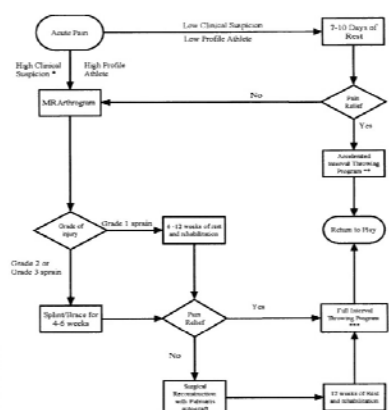 Acute Pain
Low Clinical Suspicion
Low Profile Athlete
7-10 Days of
Rest
High Clinical
Suspicion *
High Profile
Athlete
No
Pain
Relief
MR Arthrogram
Yes
Accelerated
Interval Throwing
Program **
Grade of
injury
Grade 1 sprain
-12 weeks of rest
and rehabilitation
Return to Play
Grade 2 or
Grade 3 sprain
Splint/Brace for
4-6 weeks
Pain
Relief
Yes
Full Interval
Throwing Program
***
No
Surgical
Reconstruction
with Palmaris
12 weeks of Rest
and rehabilitation